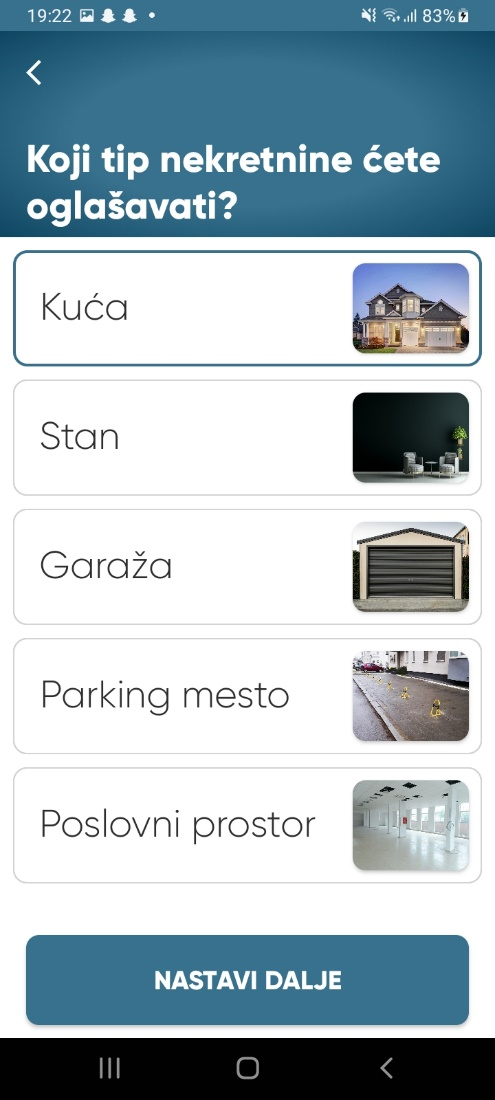 19:22 83%
Koji tip nekretnine ćete
oglašavati?
Kuća
Stan
Garaža
Parking mesto
Poslovni prostor
NASTAVI DALJE